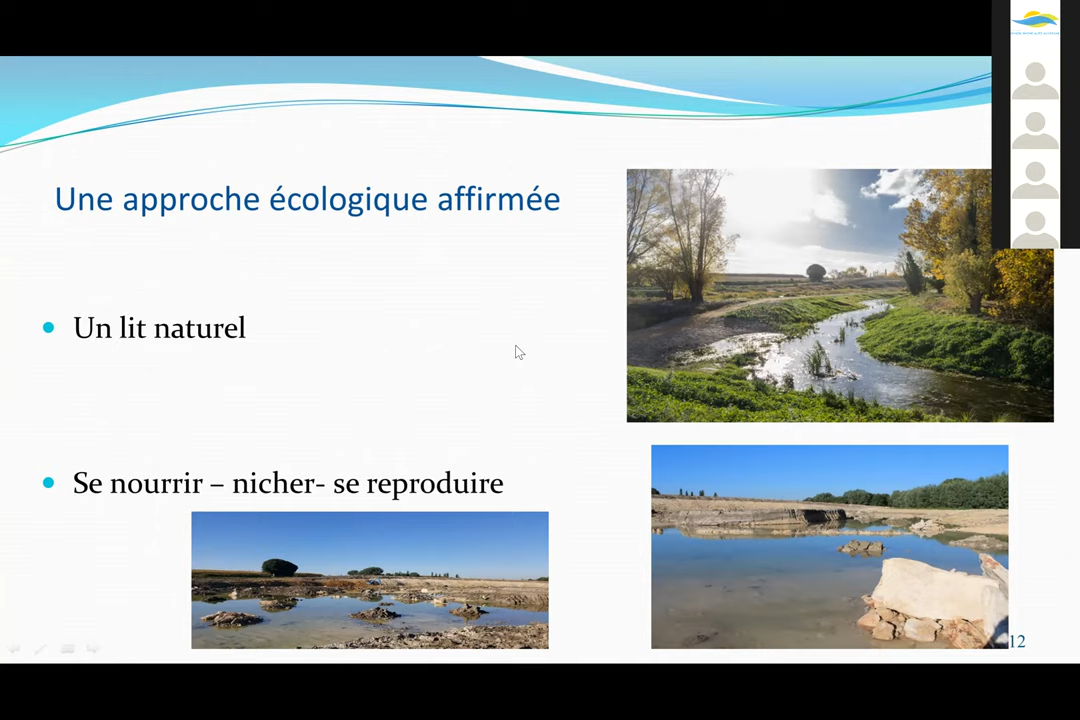 Une approche écologique affirmée
Un lit naturel
Se nourrir – nicher- se reproduire
12